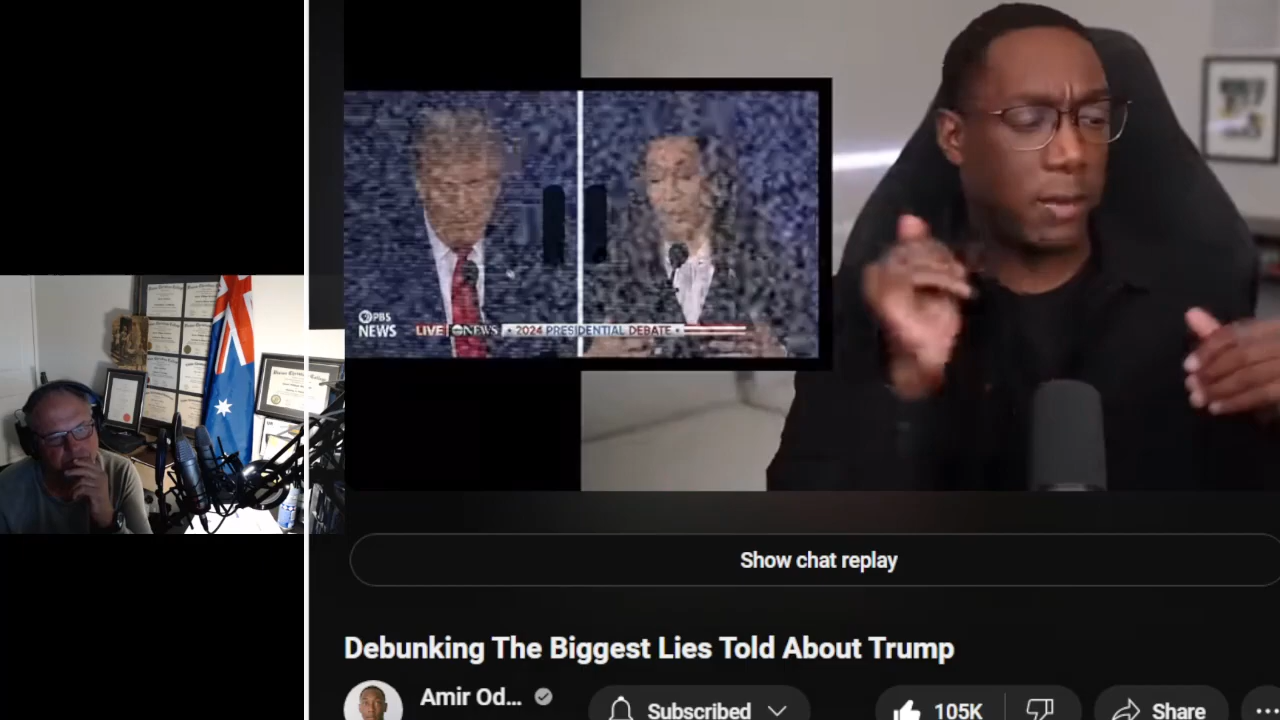 PBS
NEWS
LIVE
NEWS
2024 PRESIDENTIAL DEBATE
Show chat replay
Debunking The Biggest Lies Told About Trump
Amir Od...
Subscribed
105K
Share